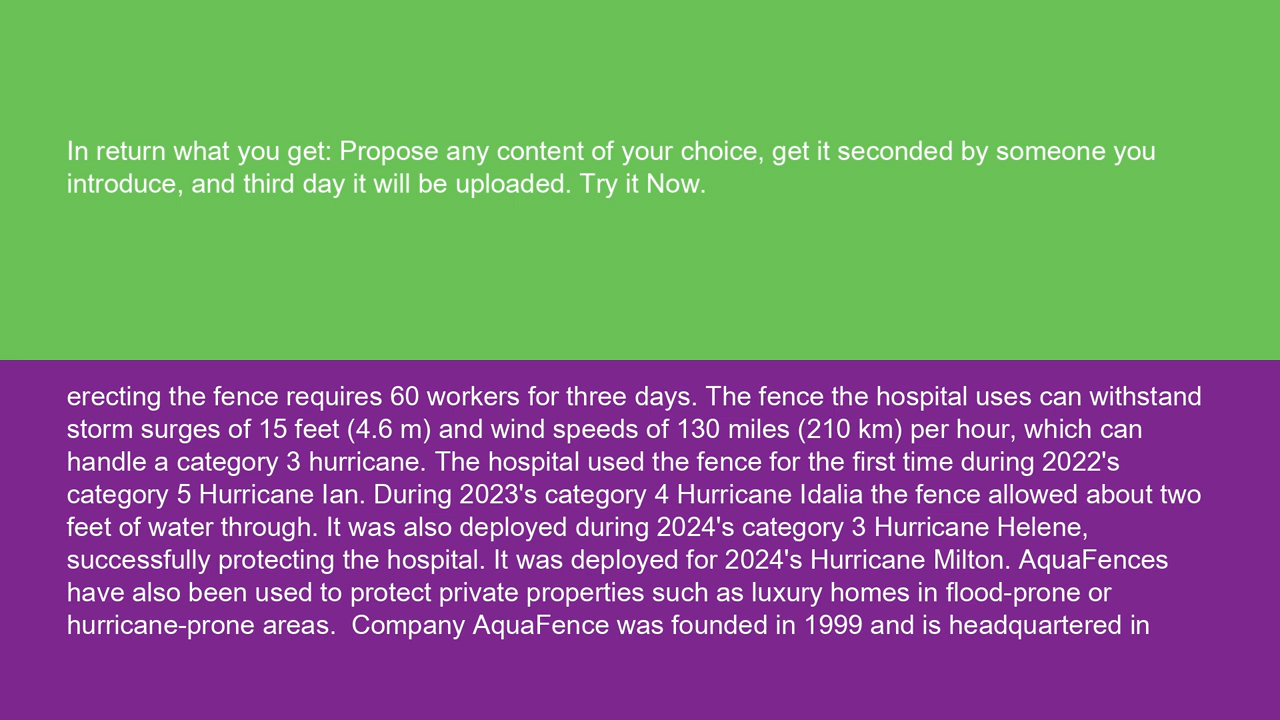 In return what you get: Propose any content of your choice, get it seconded by someone you
introduce, and third day it will be uploaded. Try it Now.
erecting the fence requires 60 workers for three days. The fence the hospital uses can withstand
storm surges of 15 feet (4.6 m) and wind speeds of 130 miles (210 km) per hour, which can
handle a category 3 hurricane. The hospital used the fence for the first time during 2022's
category 5 Hurricane Ian. During 2023's category 4 Hurricane Idalia the fence allowed about two
feet of water through. It was also deployed during 2024's category 3 Hurricane Helene,
successfully protecting the hospital. It was deployed for 2024's Hurricane Milton. AquaFences
have also been used to protect private properties such as luxury homes in flood-prone or
hurricane-prone areas.  Company AquaFence was founded in 1999 and is headquartered in